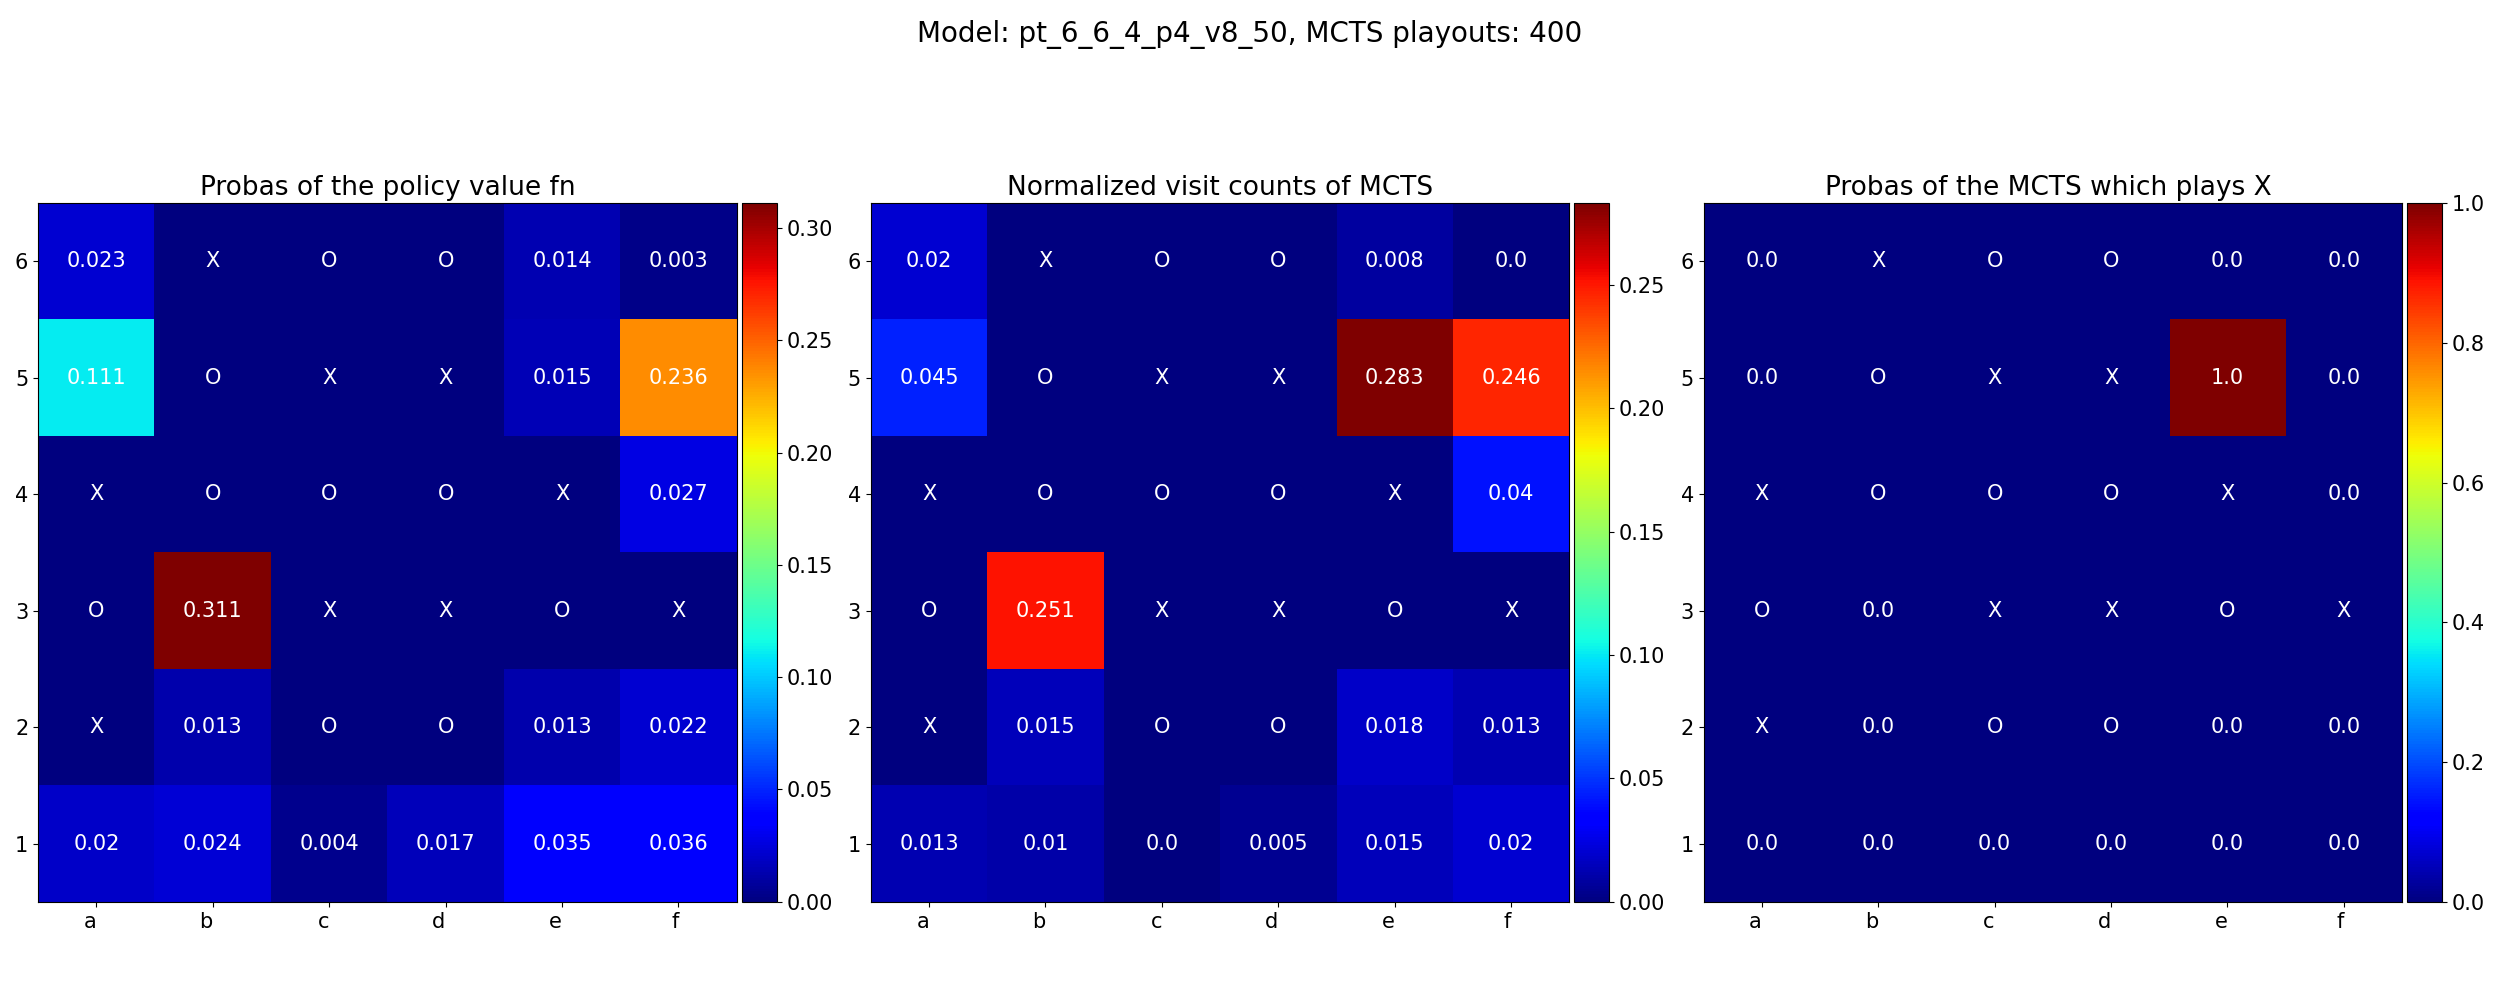 Model: pt_6_6_4_p4_v8_50, MCTS playouts: 400
Probas of the policy value fn
6 0.023 X O O 0.014 0.003
5 0.111 O X X 0.015 0.236
4 X O O O X 0.027
3 O 0.311 X X O X
2 X 0.013 O O 0.013 0.022
1 0.02 0.024 0.004 0.017 0.035 0.036
a b c d e f
0.30
0.25
0.20
0.15
0.10
0.05
0.00
Normalized visit counts of MCTS
6 0.02 X O O 0.008 0.0
5 0.045 O X X 0.283 0.246
4 X O O O X 0.04
3 O 0.251 X X O X
2 X 0.015 O O 0.018 0.013
1 0.013 0.01 0.0 0.005 0.015 0.02
a b c d e f
0.25
0.20
0.15
0.10
0.05
0.00
Probas of the MCTS which plays X
6 0.0 X O O 0.0 0.0
5 0.0 O X X 1.0 0.0
4 X O O O X 0.0
3 O 0.0 X X O X
2 X 0.0 O O 0.0 0.0
1 0.0 0.0 0.0 0.0 0.0 0.0
a b c d e f
1.0
0.8
0.6
0.4
0.2
0.0